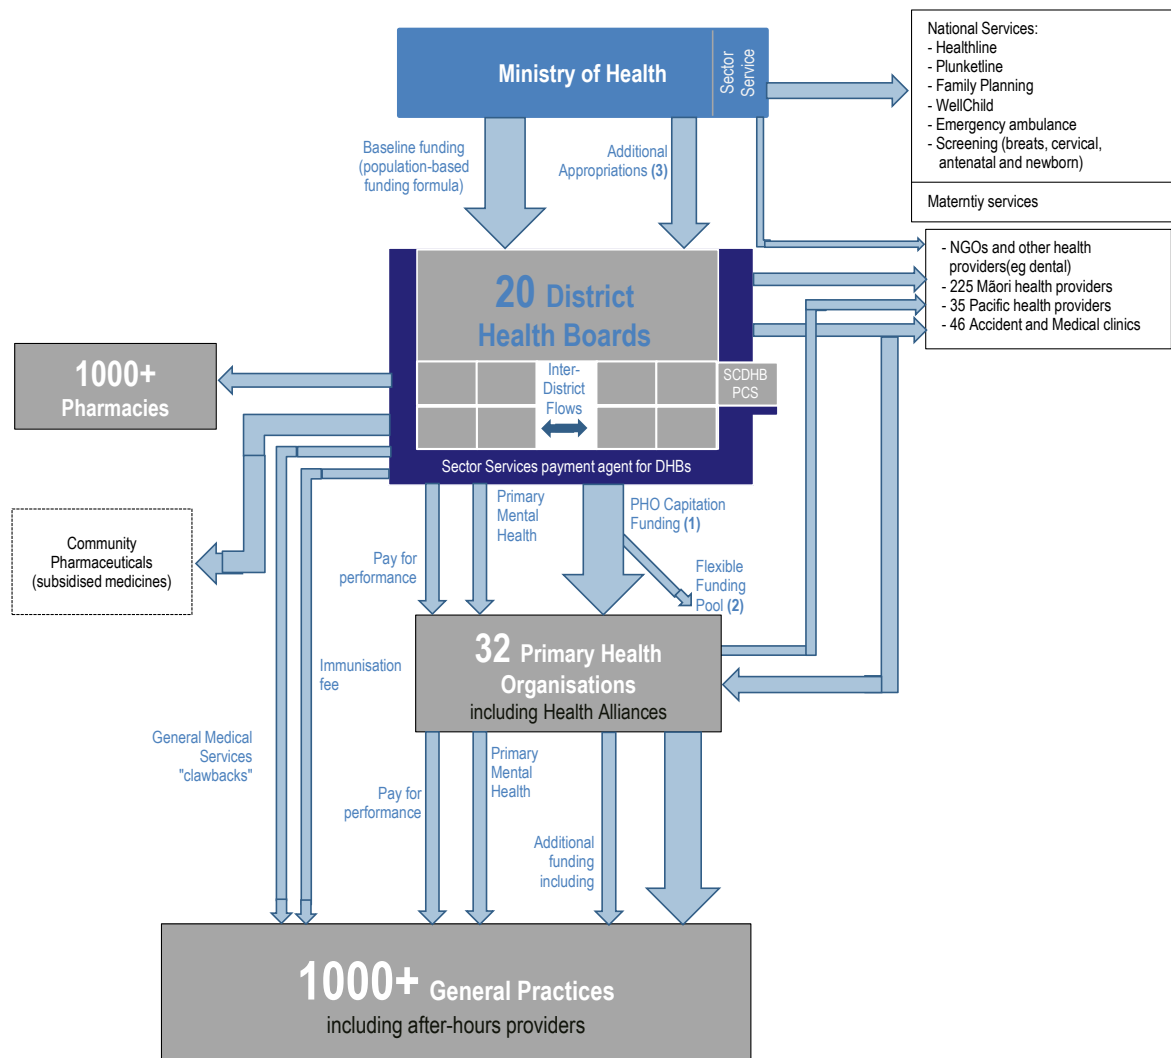 Ministry of Health
Sector
Service
National Services:
- Healthline
- Plunketline
- Family Planning
- WellChild
- Emergency ambulance
- Screening (breats, cervical,
antenatal and newborn)
Materntiy services
Baseline funding
(population-based
funding formula)
Additional
Appropriations (3)
- NGOs and other health
providers(eg dental)
- 225 Māori health providers
- 35 Pacific health providers
- 46 Accident and Medical clinics
20 District
Health Boards
Inter-
District
Flows
SCDHB
PCS
Sector Services payment agent for DHBs
1000+
Pharmacies
Community
Pharmaceuticals
(subsidised medicines)
Primary
Mental
Health
PHO Capitation
Funding (1)
Pay for
performance
Flexible
Funding
Pool (2)
32 Primary Health
Organisations
including Health Alliances
Immunisation
fee
General Medical
Services
"clawbacks"
Primary
Mental
Health
Pay for
performance
Additional
funding
including
1000+ General Practices
including after-hours providers